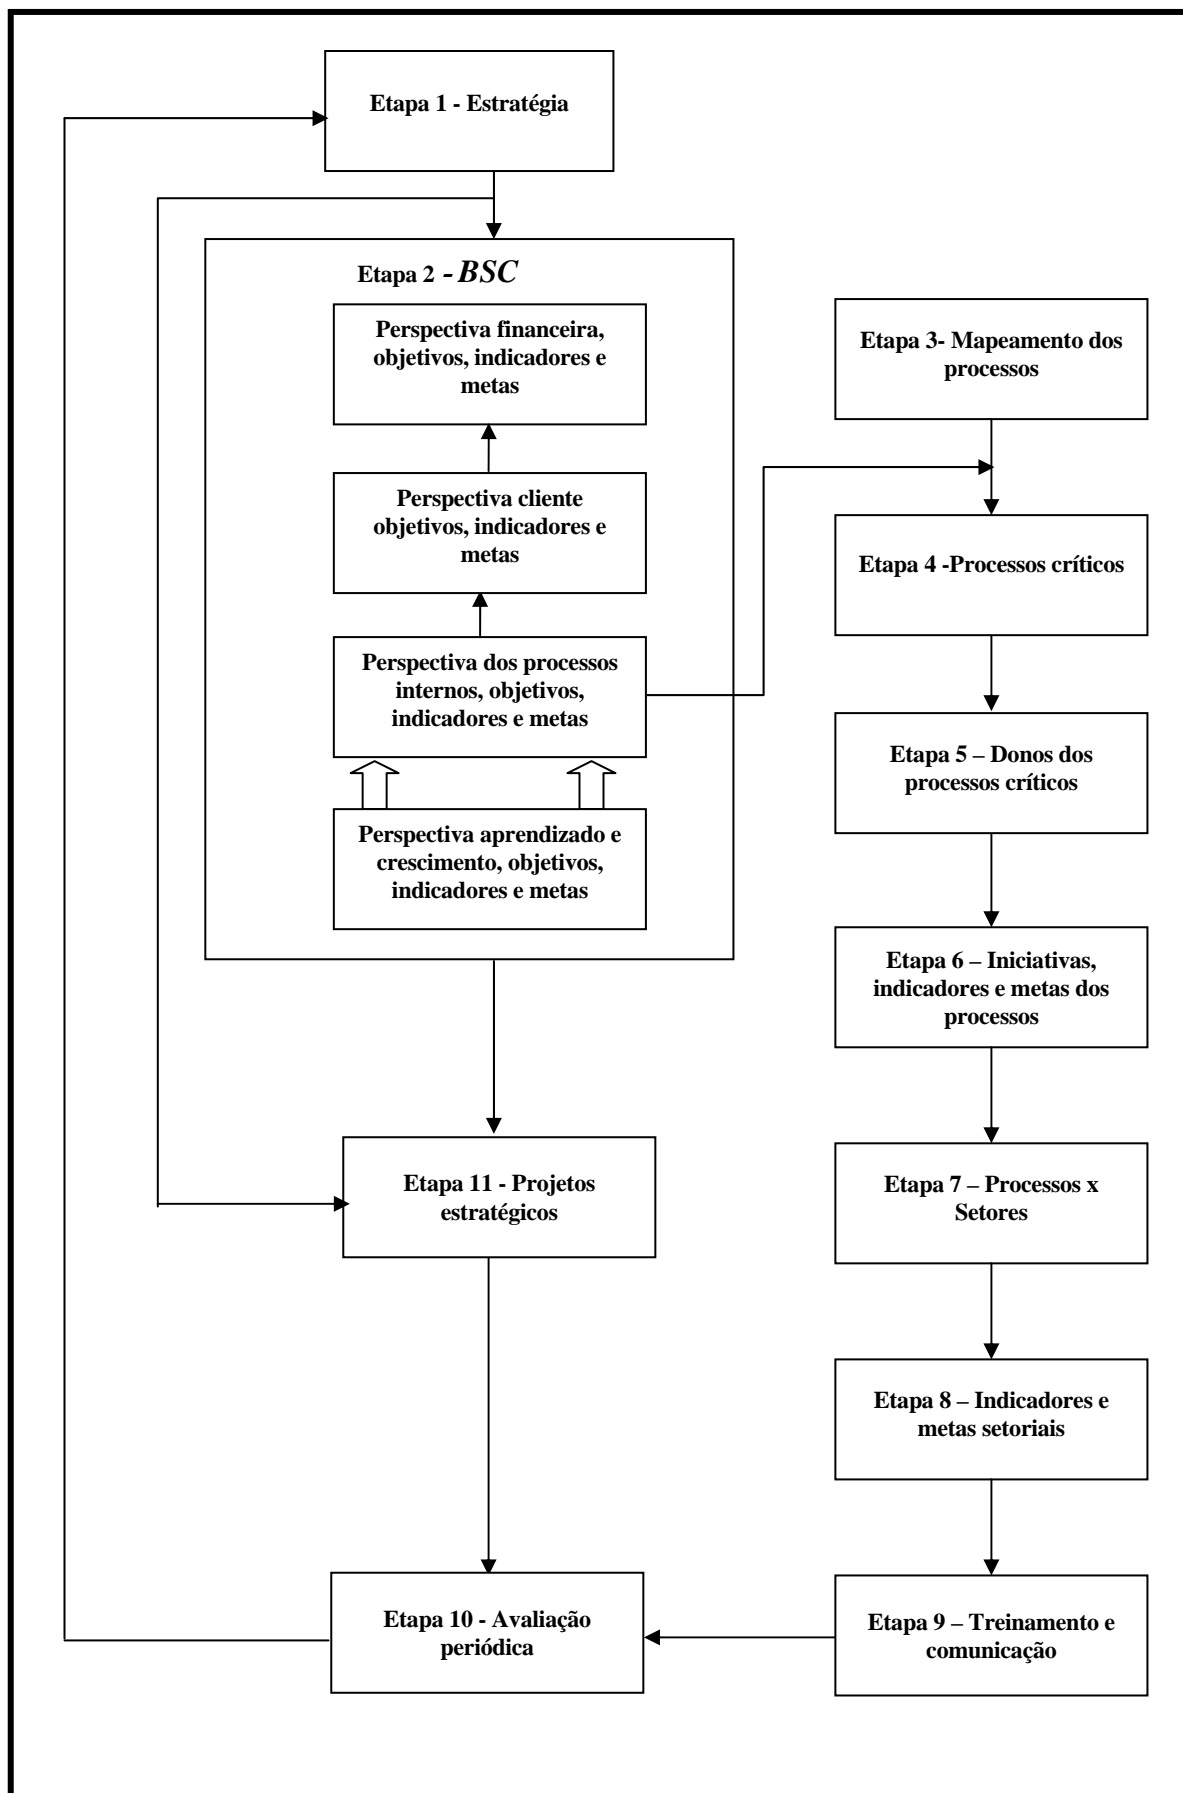 Etapa 1 - Estratégia
Etapa 2 - BSC
Perspectiva financeira,
objetivos, indicadores e
metas
Perspectiva cliente
objetivos, indicadores e
metas
Perspectiva dos processos
internos, objetivos,
indicadores e metas
Perspectiva aprendizado e
crescimento, objetivos,
indicadores e metas
Etapa 3- Mapeamento dos
processos
Etapa 4 -Processos críticos
Etapa 5 – Donos dos
processos críticos
Etapa 6 – Iniciativas,
indicadores e metas dos
processos
Etapa 7 – Processos x
Setores
Etapa 8 – Indicadores e
metas setoriais
Etapa 9 – Treinamento e
comunicação
Etapa 11 - Projetos
estratégicos
Etapa 10 - Avaliação
periódica